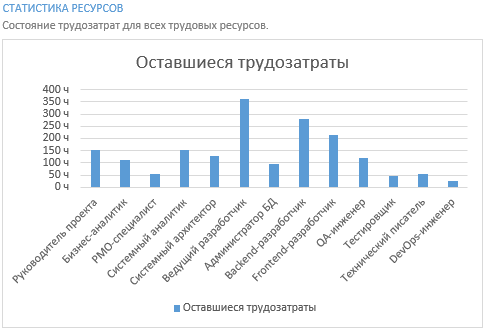 СТАТИСТИКА РЕСУРСОВ
Состояние трудозатрат для всех трудовых ресурсов.
Оставшиеся трудозатраты
400 ч
350 ч
300 ч
250 ч
200 ч
150 ч
100 ч
50 ч
0 ч
Руководитель проекта
Бизнес-аналитик
PMO-специалист
Системный аналитик
Системный архитектор
Ведущий разработчик
Администратор БД
Backend-разработчик
Frontend-разработчик
QA-инженер
Тестировщик
Технический писатель
DevOps-инженер
Оставшиеся трудозатраты